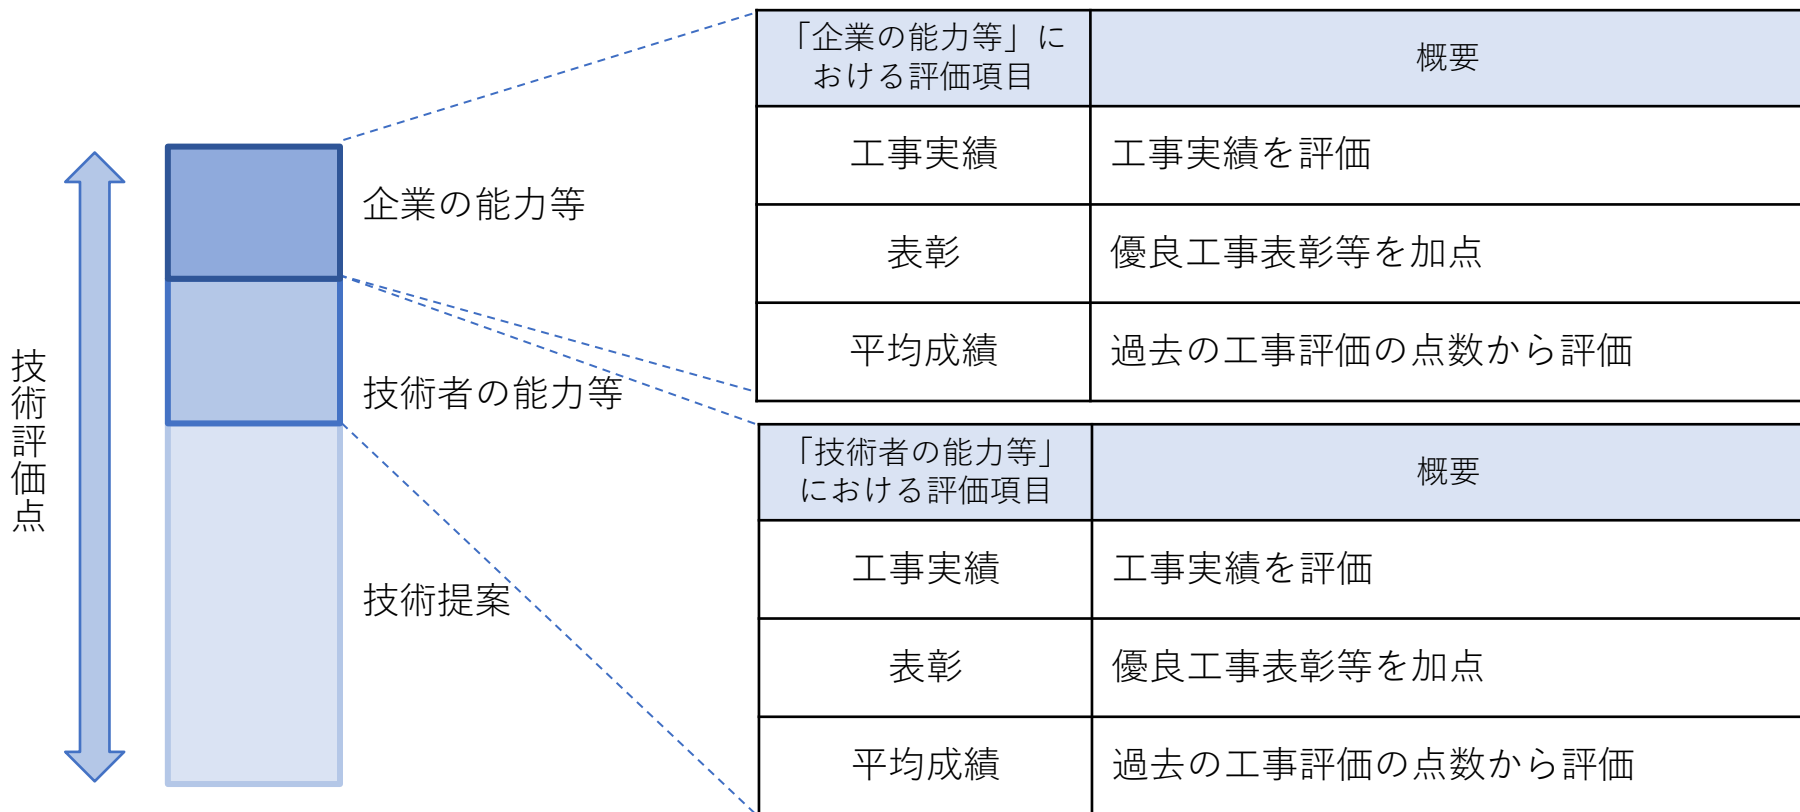 技術評価点
企業の能力等
技術者の能力等
技術提案
「企業の能力等」に
おける評価項目
概要
工事実績
工事実績を評価
表彰
優良工事表彰等を加点
平均成績
過去の工事評価の点数から評価
「技術者の能力等」
における評価項目
概要
工事実績
工事実績を評価
表彰
優良工事表彰等を加点
平均成績
過去の工事評価の点数から評価